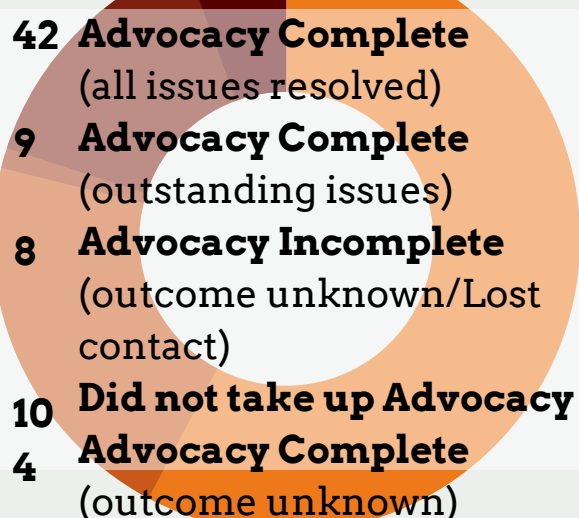 42 Advocacy Complete
(all issues resolved)
9 Advocacy Complete
(outstanding issues)
8 Advocacy Incomplete
(outcome unknown/Lost
contact)
10 Did not take up Advocacy
4 Advocacy Complete
(outcome unknown)